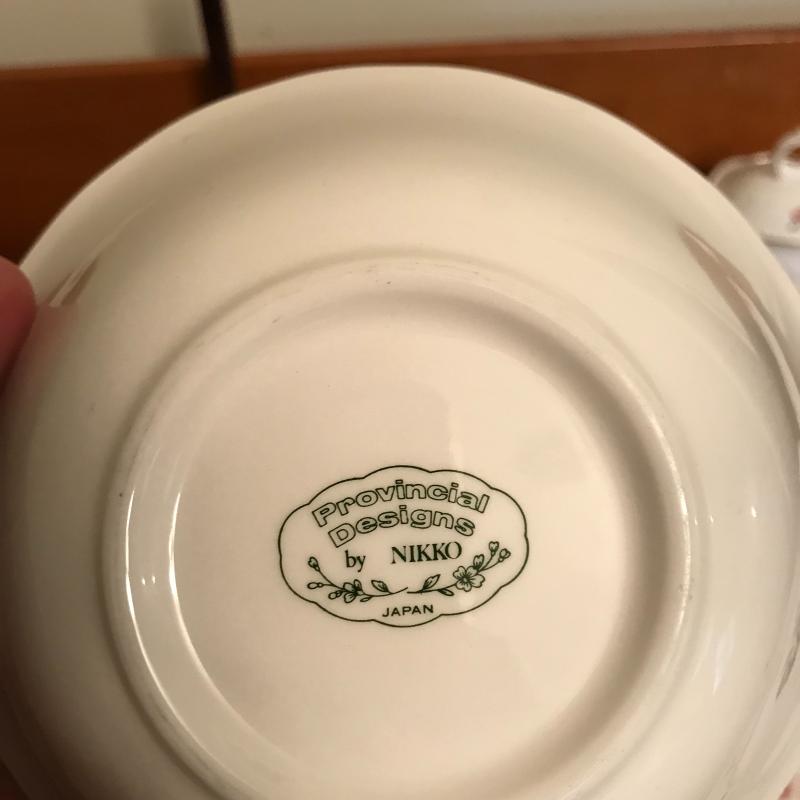 Provincial
Designs
by NIKKO
JAPAN